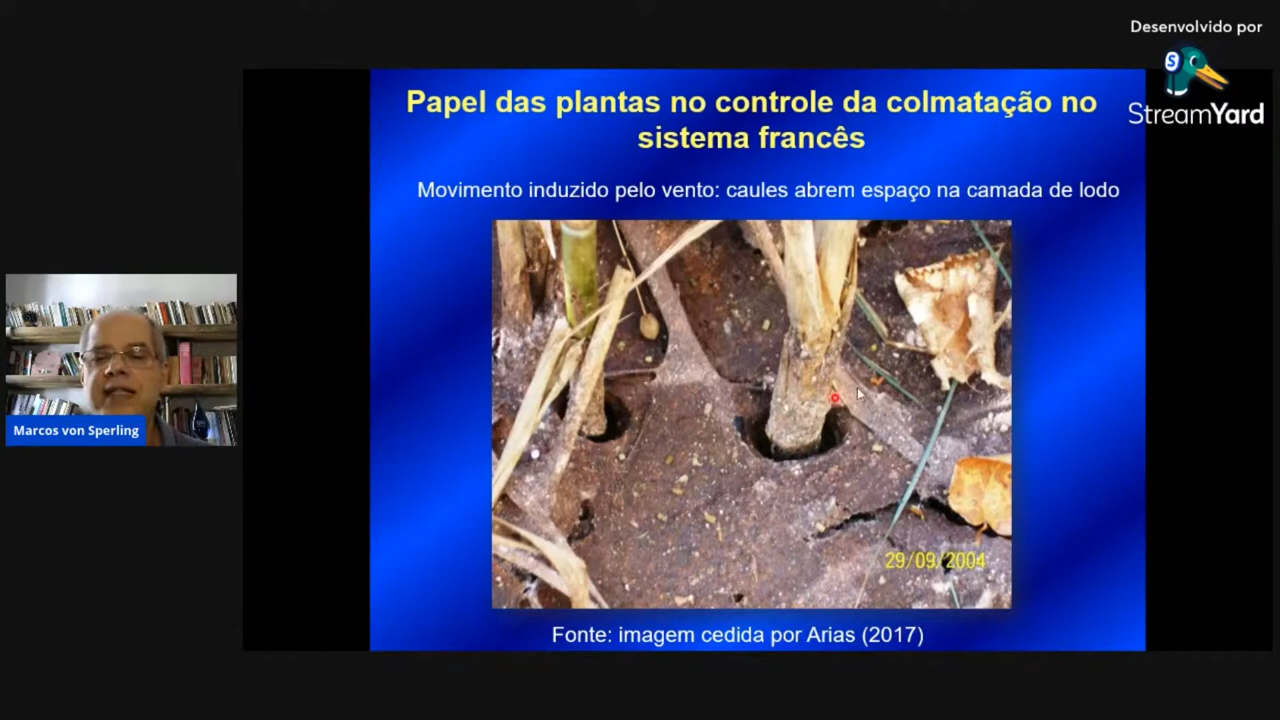 Desenvolvido por
StreamYard
Papel das plantas no controle da colmatação no
sistema francês
Movimento induzido pelo vento: caules abrem espaço na camada de lodo
29/09/2004
Fonte: imagem cedida por Arias (2017)
Marcos von Sperling